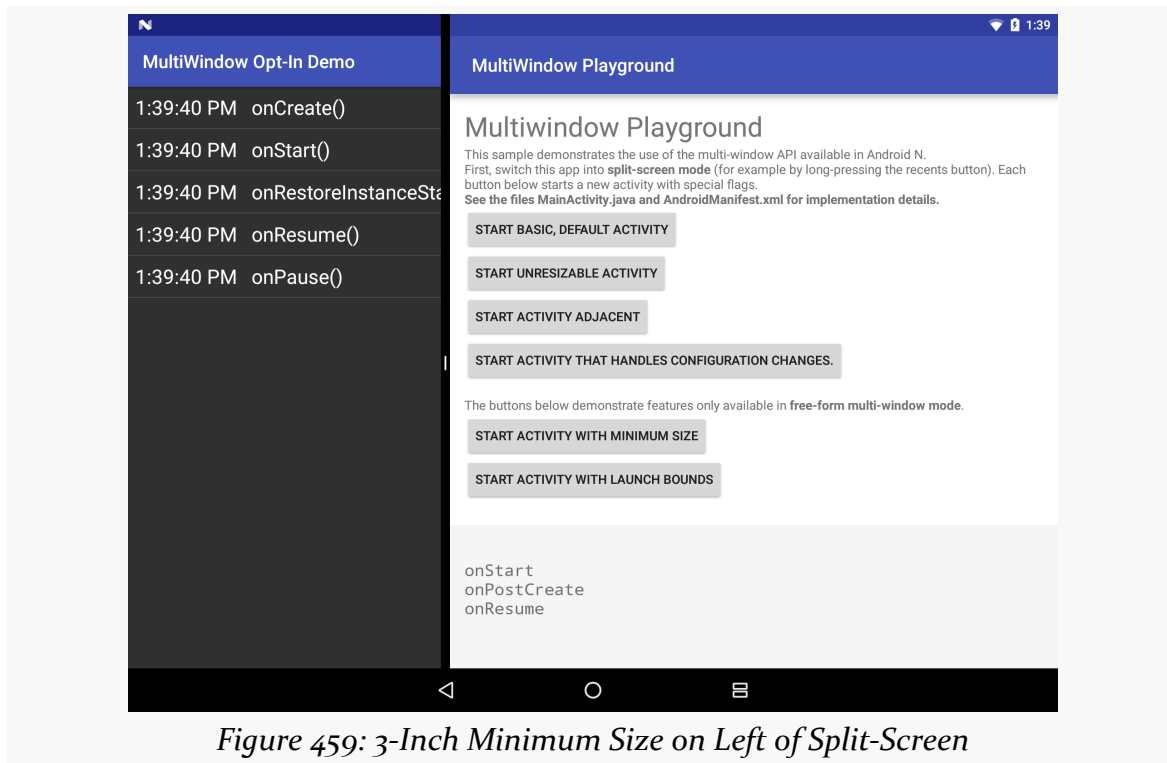 N
1:39
MultiWindow Opt-In Demo
1:39:40 PM onCreate()
1:39:40 PM onStart()
1:39:40 PM onRestoreInstanceSta
1:39:40 PM onResume()
1:39:40 PM onPause()
MultiWindow Playground
Multiwindow Playground
This sample demonstrates the use of the multi-window API available in Android N.
First, switch this app into split-screen mode (for example by long-pressing the recents button). Each
button below starts a new activity with special flags.
See the files MainActivity.java and AndroidManifest.xml for implementation details.
START BASIC, DEFAULT ACTIVITY
START UNRESIZABLE ACTIVITY
START ACTIVITY ADJACENT
START ACTIVITY THAT HANDLES CONFIGURATION CHANGES.
The buttons below demonstrate features only available in free-form multi-window mode.
START ACTIVITY WITH MINIMUM SIZE
START ACTIVITY WITH LAUNCH BOUNDS
onStart
onPostCreate
onResume
Figure 459: 3-Inch Minimum Size on Left of Split-Screen